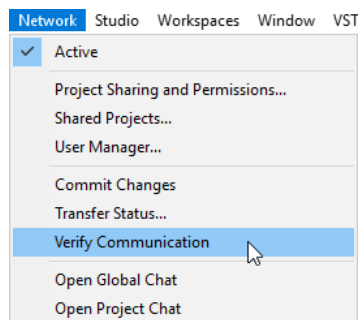 Network Studio Workspaces Window VST
Active
Project Sharing and Permissions...
Shared Projects...
User Manager...
Commit Changes
Transfer Status...
Verify Communication
Open Global Chat
Open Project Chat